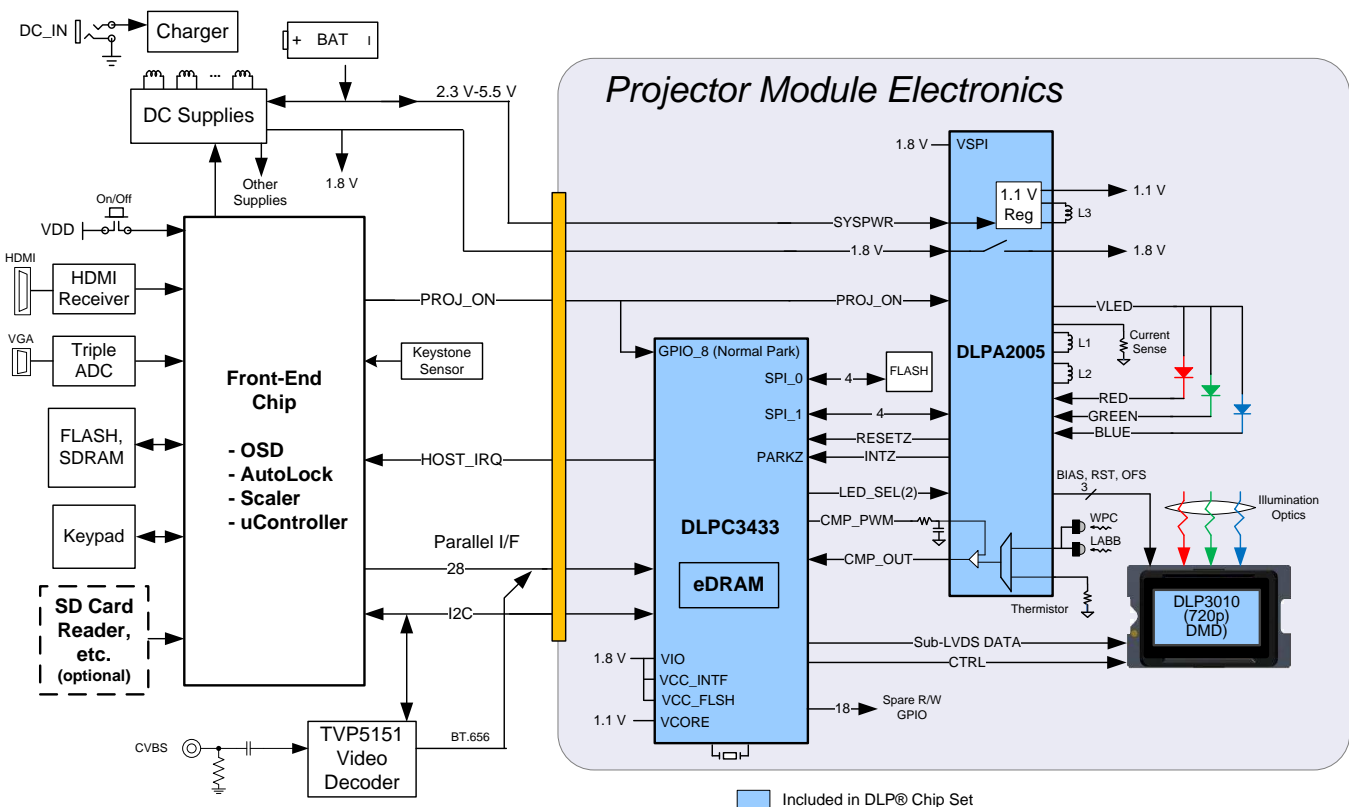 DC_IN
Charger
+ BAT
DC Supplies
2.3 V-5.5 V
Other
Supplies
1.8 V
On/Off
VDD
HDMI
HDMI
Receiver
VGA
Triple
ADC
FLASH,
SDRAM
Keypad
SD Card
Reader,
etc.
(optional)
Front-End
Chip
- OSD
- AutoLock
- Scaler
- uController
PROJ_ON
Keystone
Sensor
HOST_IRQ
Parallel I/F
28
I2C
CVBS
TVP5151
Video
Decoder
BT.656
Projector Module Electronics
SYSPWR
1.8 V
PROJ_ON
GPIO_8 (Normal Park)
SPI_0
4
FLASH
SPI_1
4
RESETZ
PARKZ
INTZ
LED_SEL(2)
CMP_PWM
CMP_OUT
DLPC3433
eDRAM
1.8 V
VIO
VCC_INTF
VCC_FLSH
1.1 V
VCORE
Sub-LVDS DATA
CTRL
18
Spare R/W
GPIO
1.8 V
VSPI
1.1 V
Reg
1.1 V
L3
1.8 V
DLPA2005
VLED
L1
L2
Current
Sense
RED
GREEN
BLUE
BIAS, RST, OFS
3
WPC
LABB
Thermistor
Illumination
Optics
DLP3010
(720p)
DMD)
Included in DLP® Chip Set
...